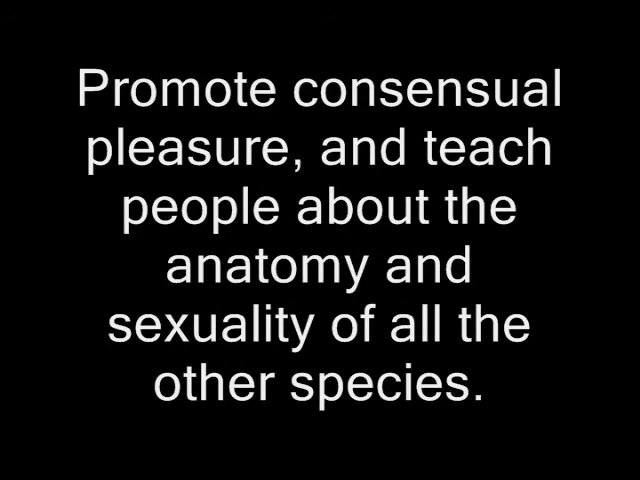 Promote consensual
pleasure, and teach
people about the
anatomy and
sexuality of all the
other species.